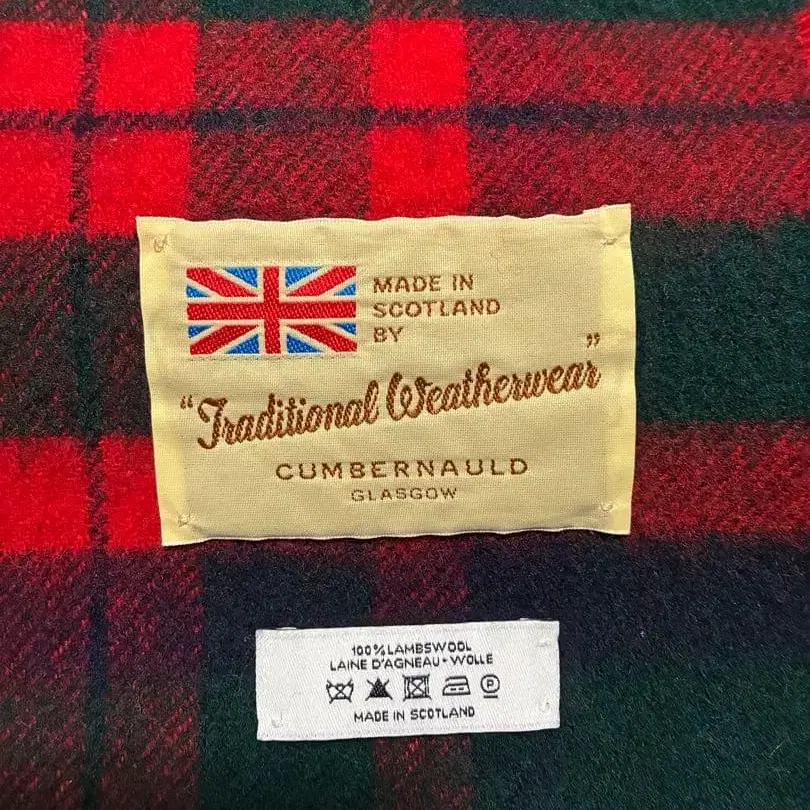 MADE IN
SCOTLAND
BY
"Traditional Weatherwear"
CUMBERNAULD
GLASGOW
100%LAMBSWOOL
LAINE D'AGNEAU·WOLLE
P
MADE IN SCOTLAND